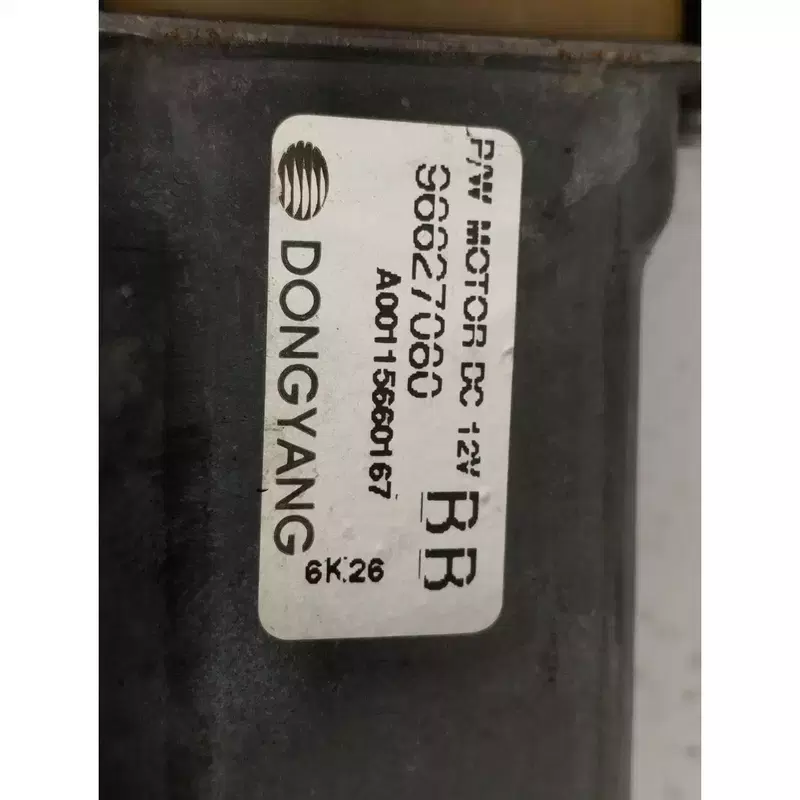 P/W MOTOR DC 12V
96627060 RR
A00115660167
DONGYANG
6K26